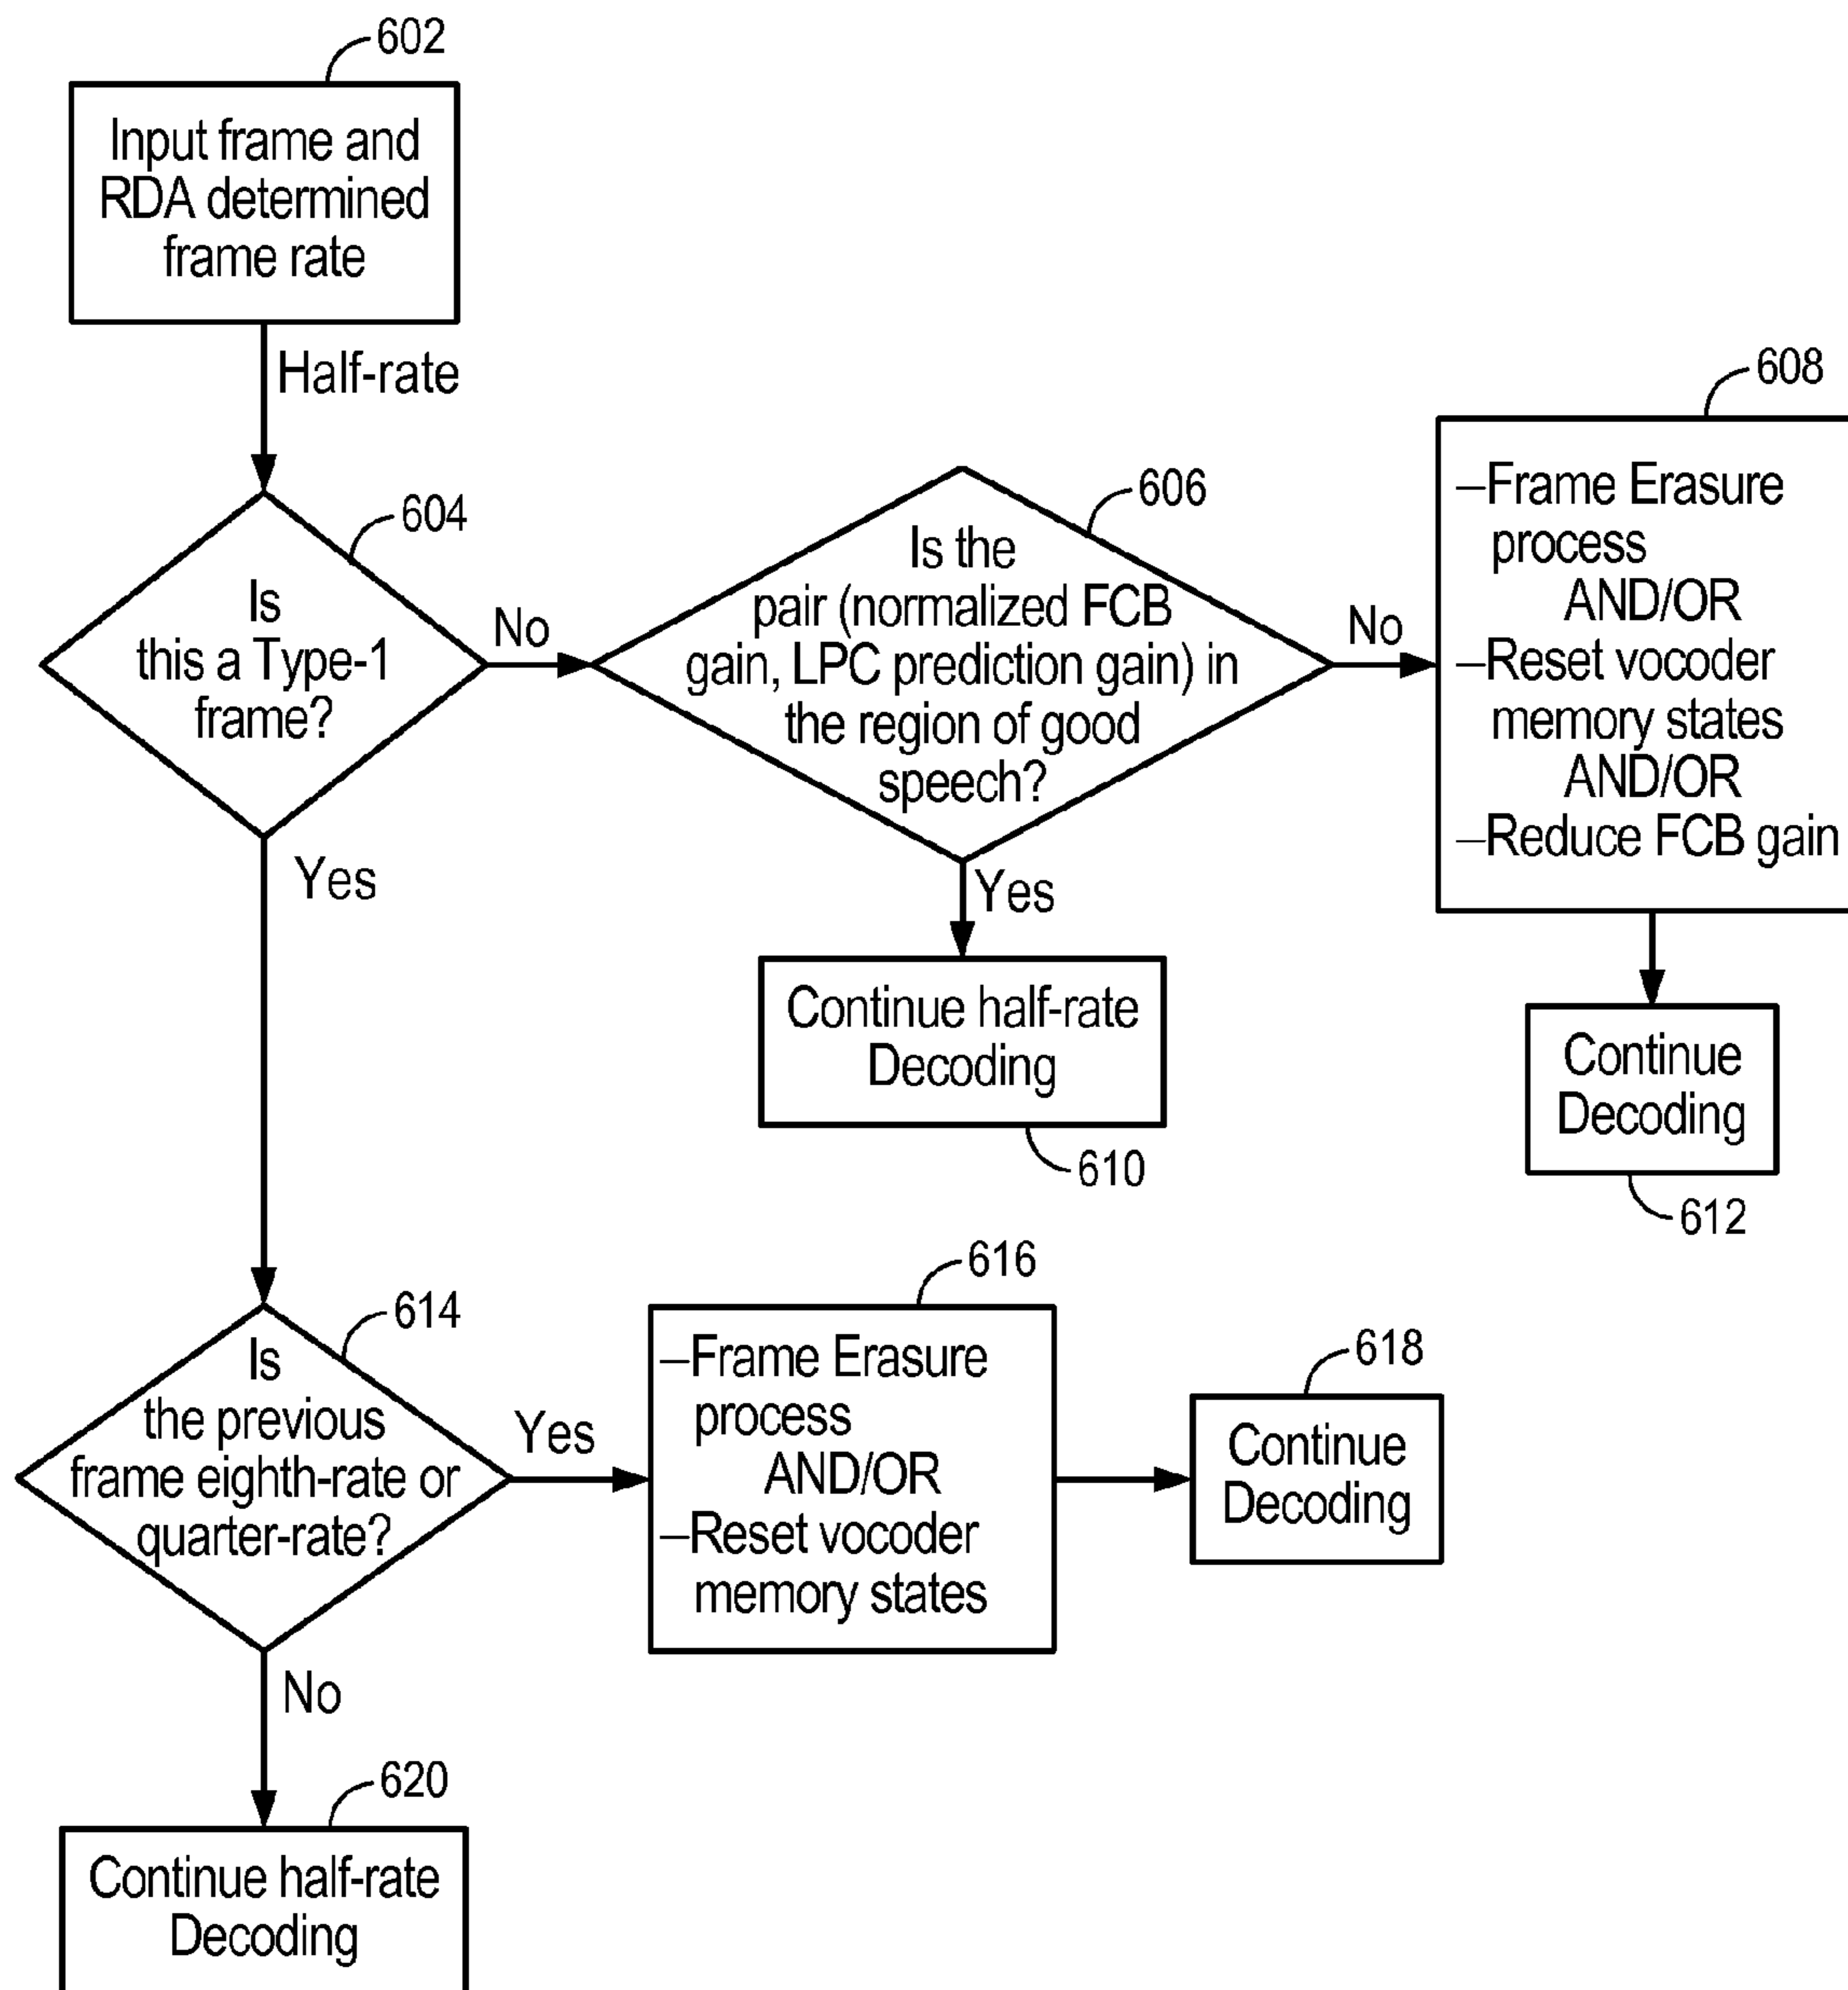 602
Input frame and
RDA determined
frame rate
Half-rate
604
Is
this a Type-1
frame?
No
Yes
606
Is the
pair (normalized FCB
gain, LPC prediction gain) in
the region of good
speech?
No
Yes
608
–Frame Erasure
process
AND/OR
–Reset vocoder
memory states
AND/OR
–Reduce FCB gain
Continue half-rate
Decoding
610
Continue
Decoding
612
614
Is
the previous
frame eighth-rate or
quarter-rate?
Yes
No
616
–Frame Erasure
process
AND/OR
–Reset vocoder
memory states
618
Continue
Decoding
620
Continue half-rate
Decoding